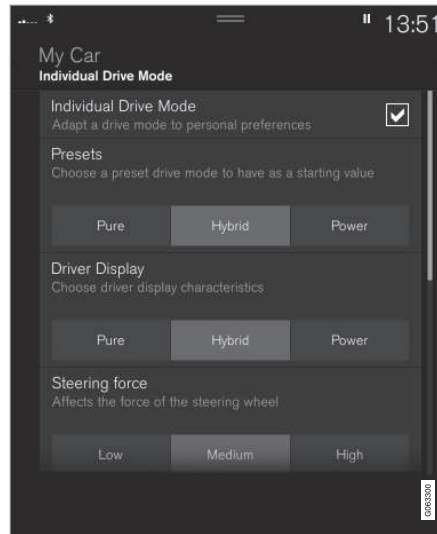 13:51
My Car
Individual Drive Mode
Individual Drive Mode
Adapt a drive mode to personal preferences
Presets
Choose a preset drive mode to have as a starting value
Pure Hybrid Power
Driver Display
Choose driver display characteristics
Pure Hybrid Power
Steering force
Affects the force of the steering wheel
Low Medium High
G063300